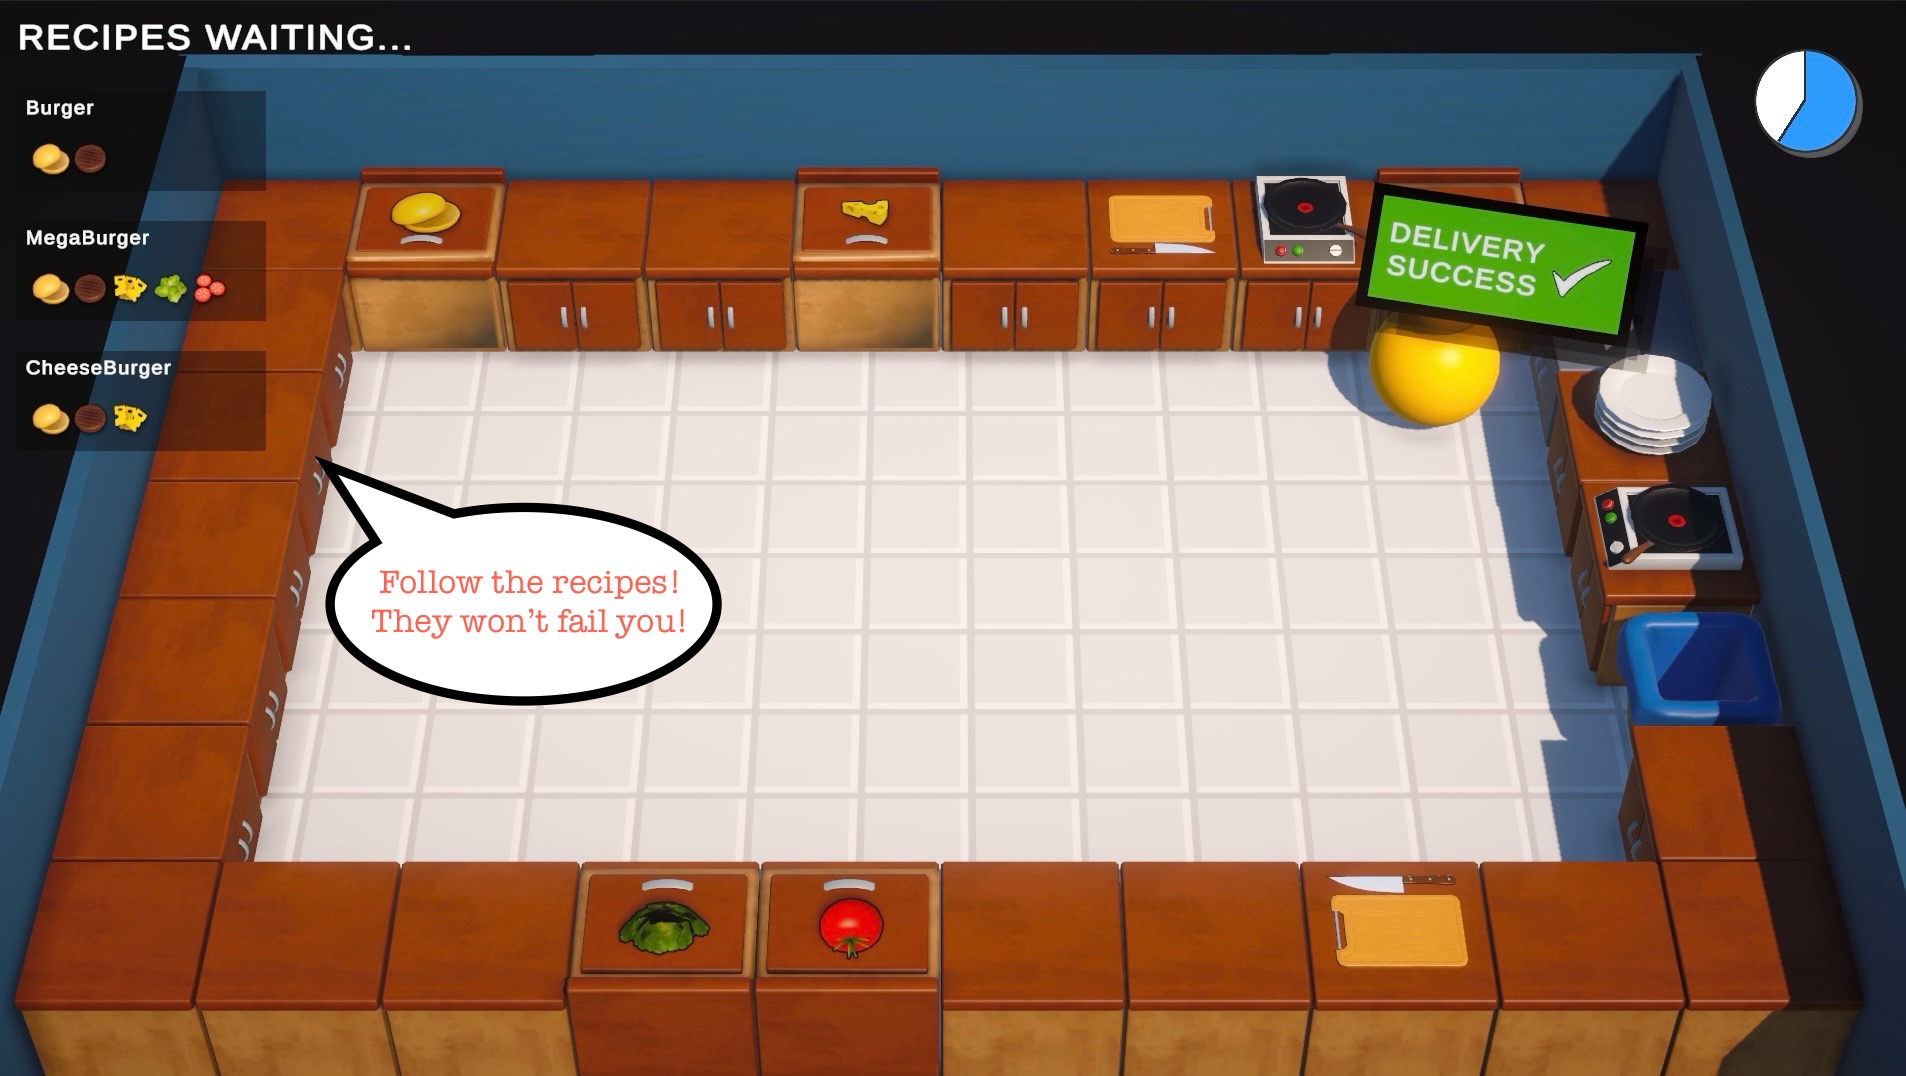 RECIPES WAITING...
Burger
MegaBurger
CheeseBurger
DELIVERY
SUCCESS
Follow the recipes!
They won't fail you!